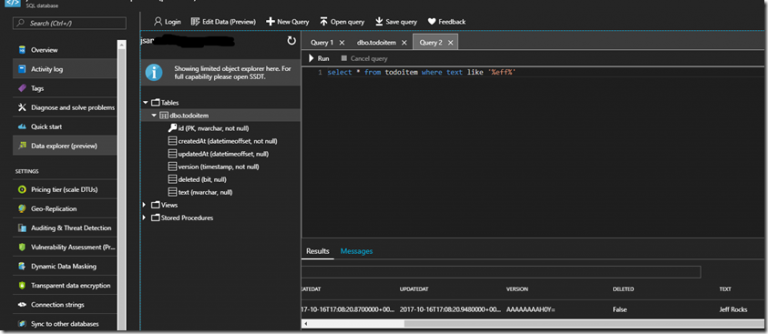 SQL database
Search (Ctrl+/)
Overview
Activity log
Tags
Diagnose and solve problems
Quick start
Data explorer (preview)
SETTINGS
Pricing tier (scale DTUs)
Geo-Replication
Auditing & Threat Detection
Vulnerability Assessment (Pr...
Dynamic Data Masking
Transparent data encryption
Connection strings
Sync to other databases
Login Edit Data (Preview) New Query Open query Save query Feedback
jsar
Showing limited object explorer here. For
full capability please open SSDT.
Tables
dbo.todoitem
id (PK, nvarchar, not null)
createdAt (datetimeoffset, not null)
updatedAt (datetimeoffset, null)
version (timestamp, not null)
deleted (bit, null)
text (nvarchar, null)
Views
Stored Procedures
Query 1 dbo.todoitem Query 2
Run Cancel query
1 select * from todoitem where text like '%eff%'
Results Messages
ATEDAT UPDATEDAT VERSION DELETED TEXT
17-10-16T17:08:20.8700000+00... 2017-10-16T17:08:20.9480000+00... AAAAAAAAH0Y= False Jeff Rocks